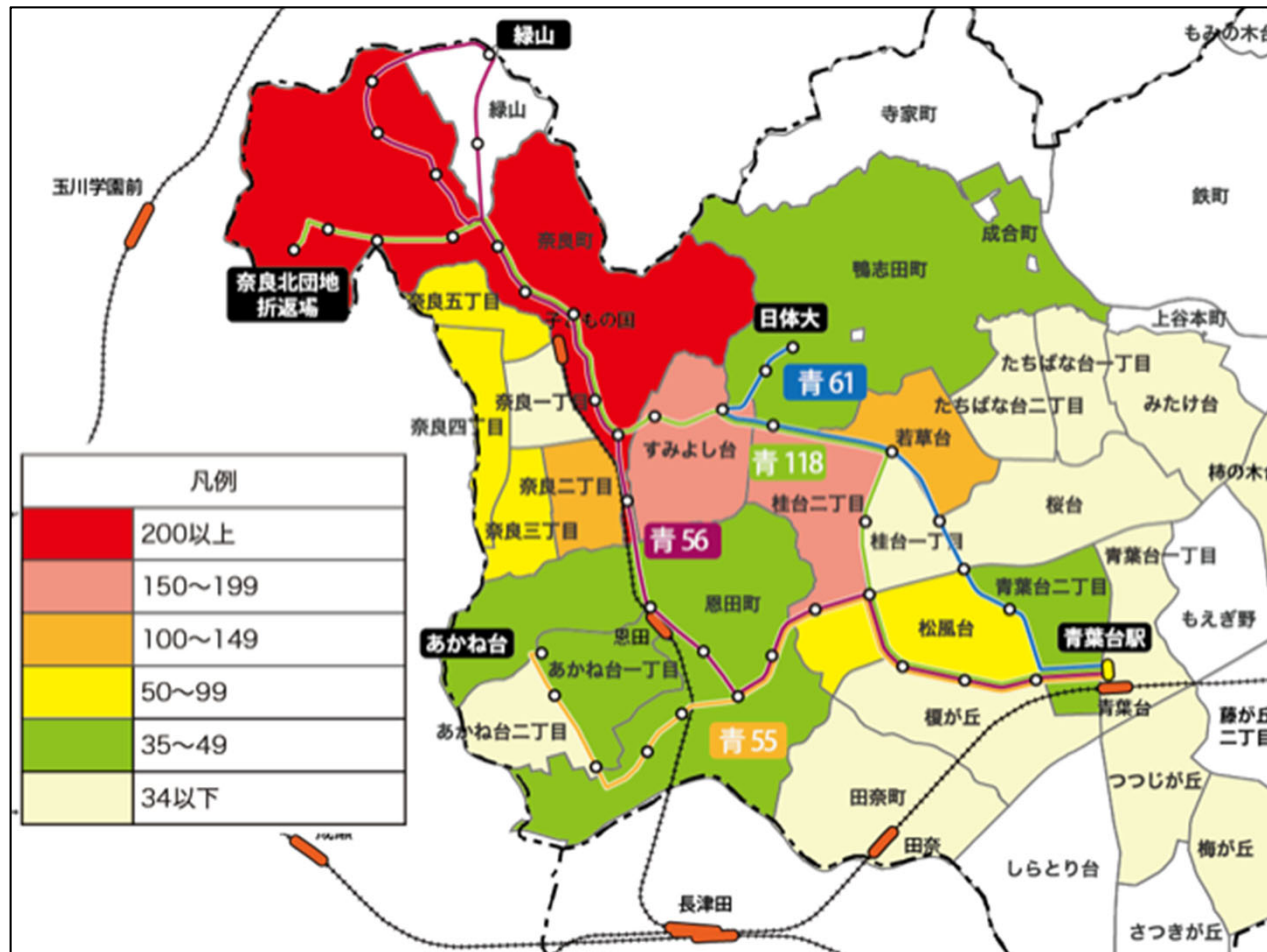 緑山
もみの木台
緑山
寺家町
玉川学園前
鉄町
成合町
奈良町
鴨志田町
奈良北団地
折返場
奈良五丁目
子どもの国
日体大
上谷本町
青 61
たちばな台一丁目
奈良一丁目
たちばな台二丁目
みたけ台
奈良四丁目
若草台
すみよし台
青 118
柿の木台
凡例
奈良二丁目
桂台二丁目
桜台
200以上
奈良三丁目
青 56
桂台一丁目
青葉台一丁目
150〜199
青葉台二丁目
恩田町
もえぎ野
100〜149
あかね台
恩田
松風台
青葉台駅
50〜99
あかね台一丁目
榎が丘
青葉台
藤が丘
二丁目
あかね台二丁目
青 55
35〜49
つつじが丘
34以下
田奈町
田奈
梅が丘
しらとり台
長津田
さつきが丘